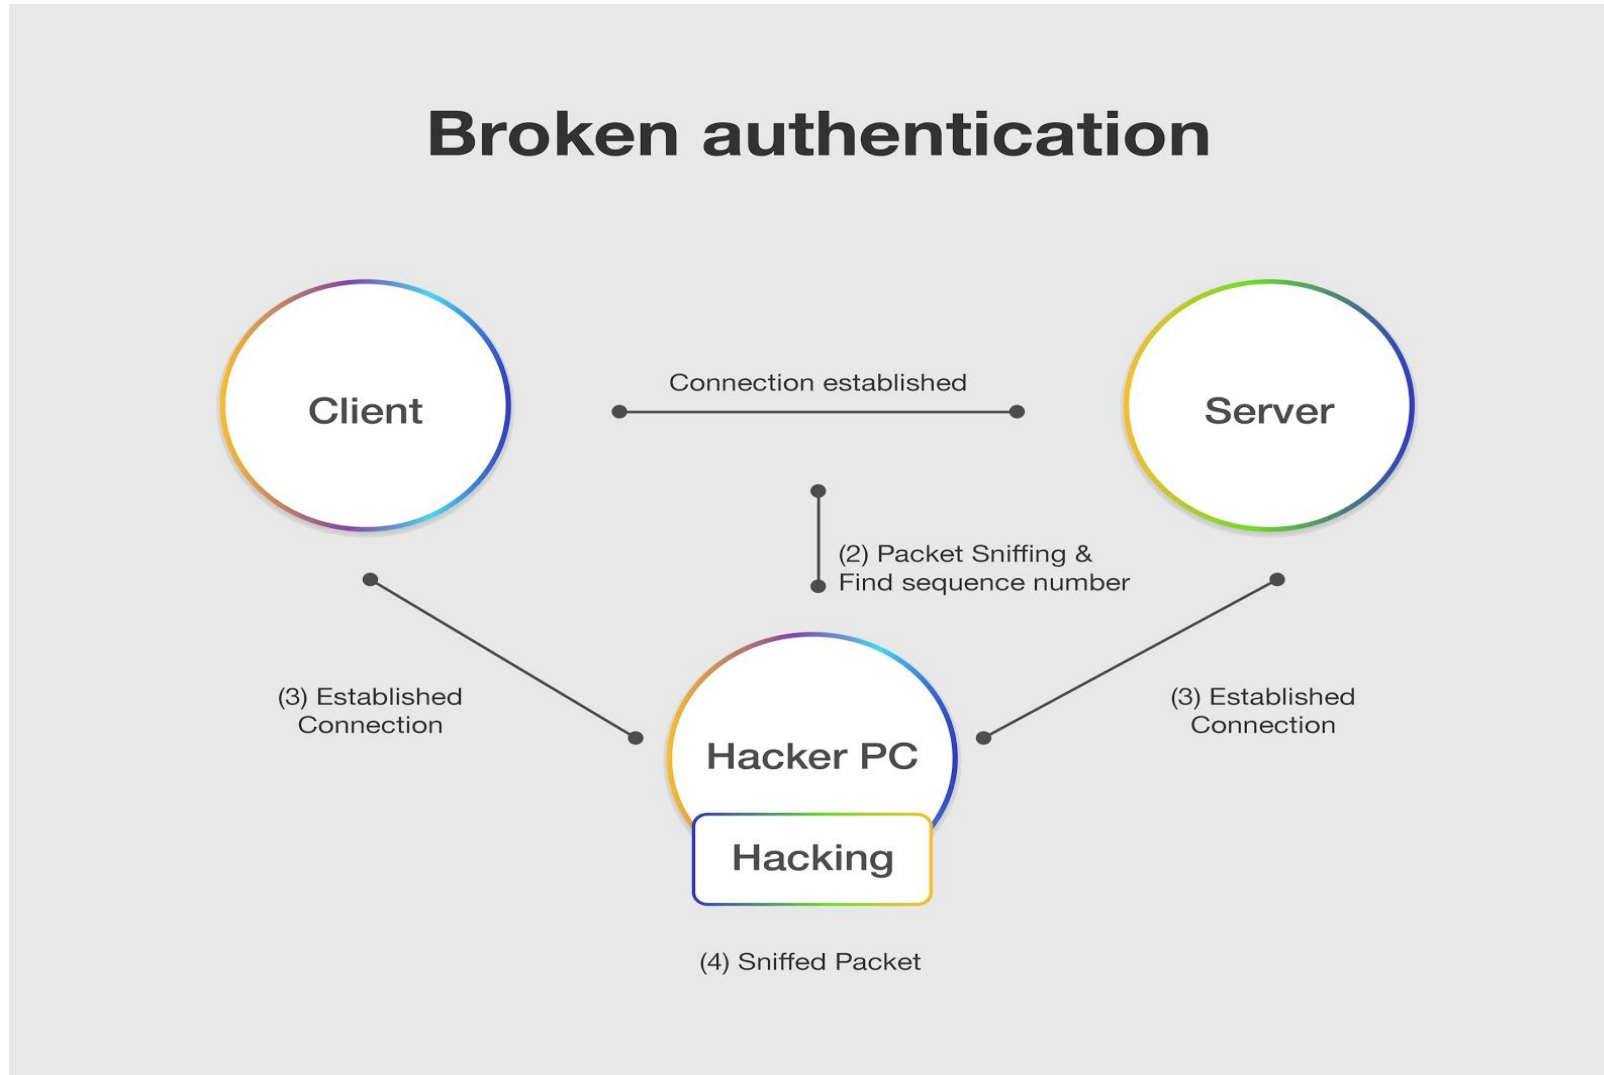 Broken authentication
Client
Connection established
Server
(2) Packet Sniffing &
Find sequence number
(3) Established
Connection
(3) Established
Connection
Hacker PC
Hacking
(4) Sniffed Packet